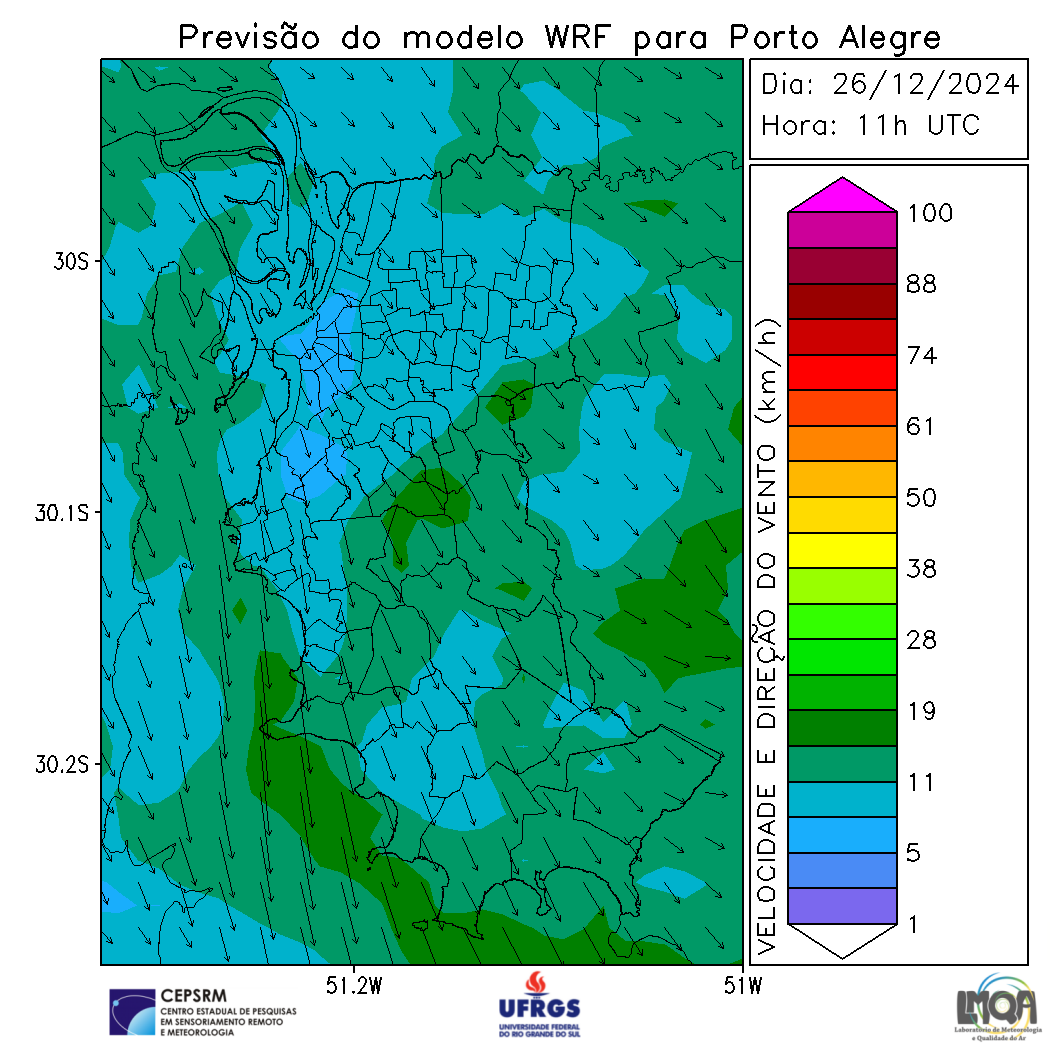 Previsão do modelo WRF para Porto Alegre
Dia: 26/12/2024
Hora: 11h UTC
30S
30.1S
30.2S
51.2W
51W
VELOCIDADE E DIREÇÃO DO VENTO (km/h)
100
88
74
61
50
38
28
19
11
5
1
CEPSRM
CENTRO ESTADUAL DE PESQUISAS
EM SENSORIAMENTO REMOTO
E METEOROLOGIA
UFRGS
UNIVERSIDADE FEDERAL
DO RIO GRANDE DO SUL
LMQA
Laboratório de Meteorologia
e Qualidade do Ar